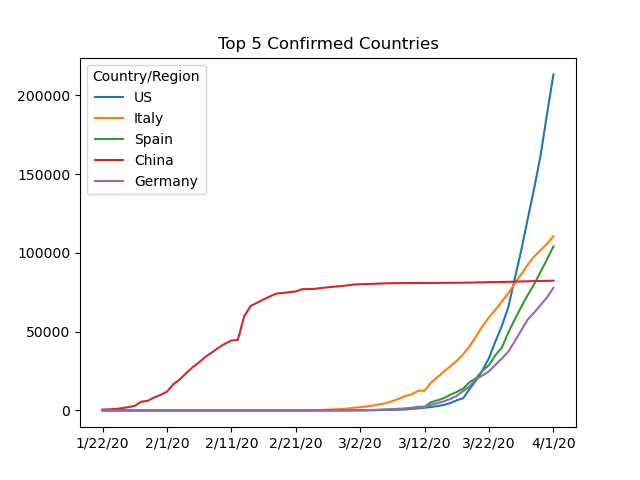 Top 5 Confirmed Countries
Country/Region
US
Italy
Spain
China
Germany
200000
150000
100000
50000
0
1/22/20 2/1/20 2/11/20 2/21/20 3/2/20 3/12/20 3/22/20 4/1/20